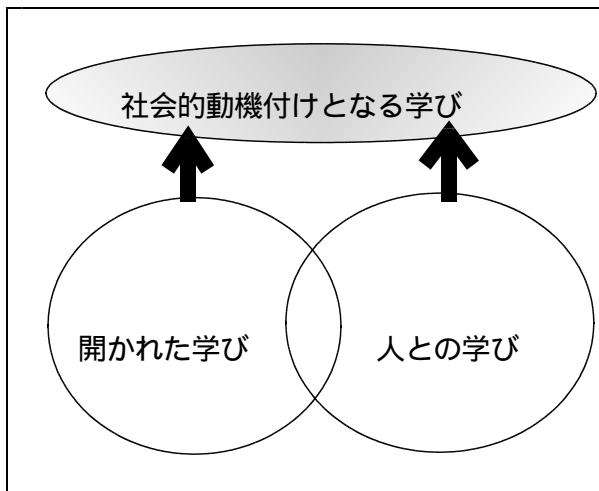 社会的動機付けとなる学び
開かれた学び
人との学び